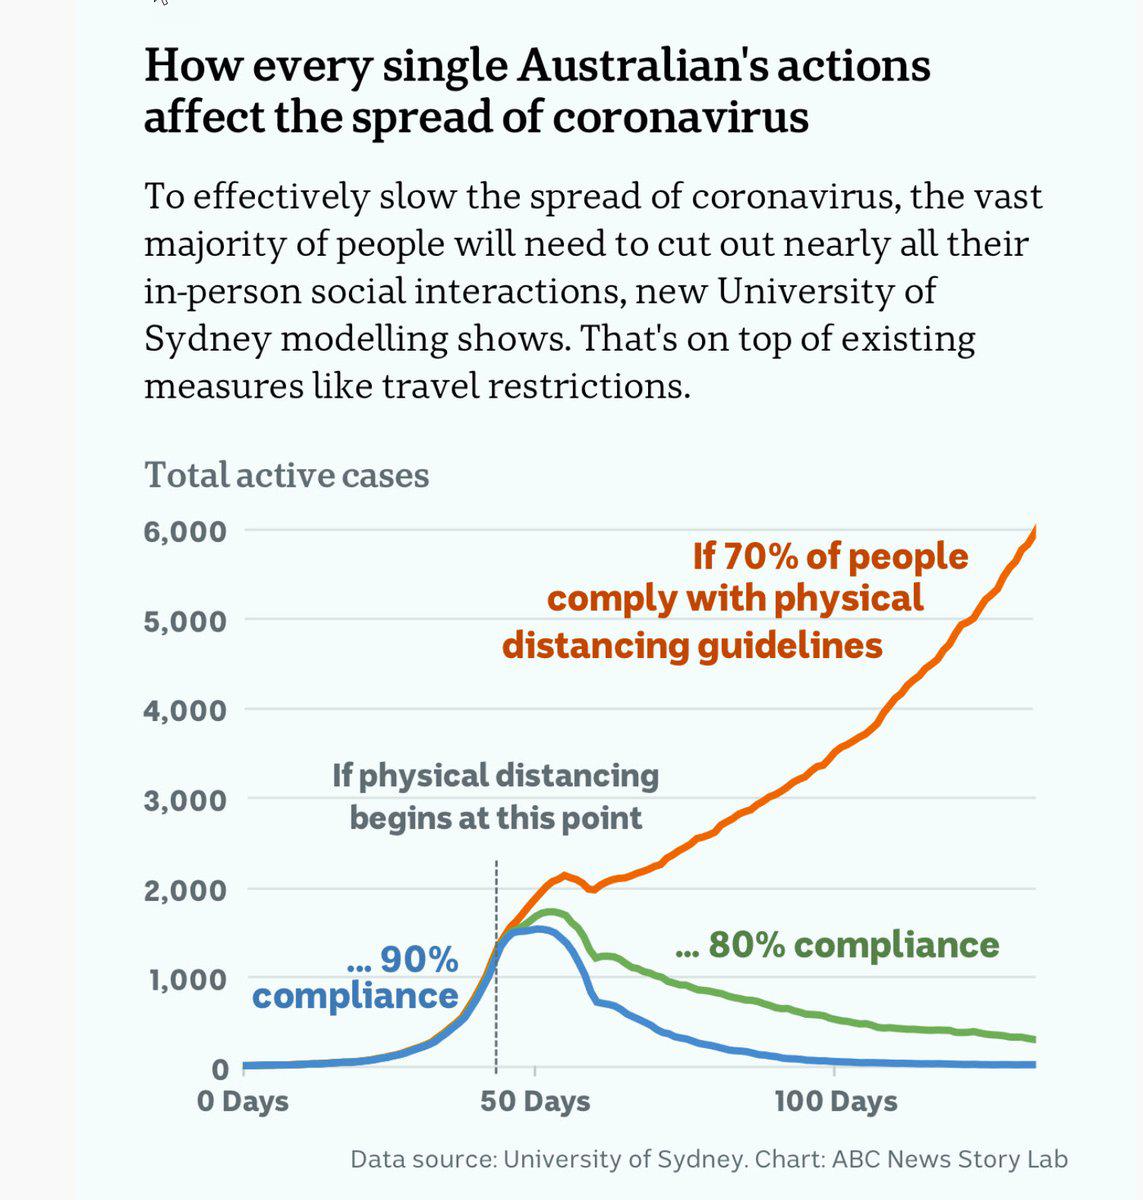 How every single Australian's actions
affect the spread of coronavirus
To effectively slow the spread of coronavirus, the vast
majority of people will need to cut out nearly all their
in-person social interactions, new University of
Sydney modelling shows. That's on top of existing
measures like travel restrictions.
Total active cases
6,000
If 70% of people
comply with physical
distancing guidelines
5,000
4,000
If physical distancing
begins at this point
3,000
2,000
... 80% compliance
... 90%
compliance
1,000
0
0 Days
50 Days
100 Days
Data source: University of Sydney. Chart: ABC News Story Lab